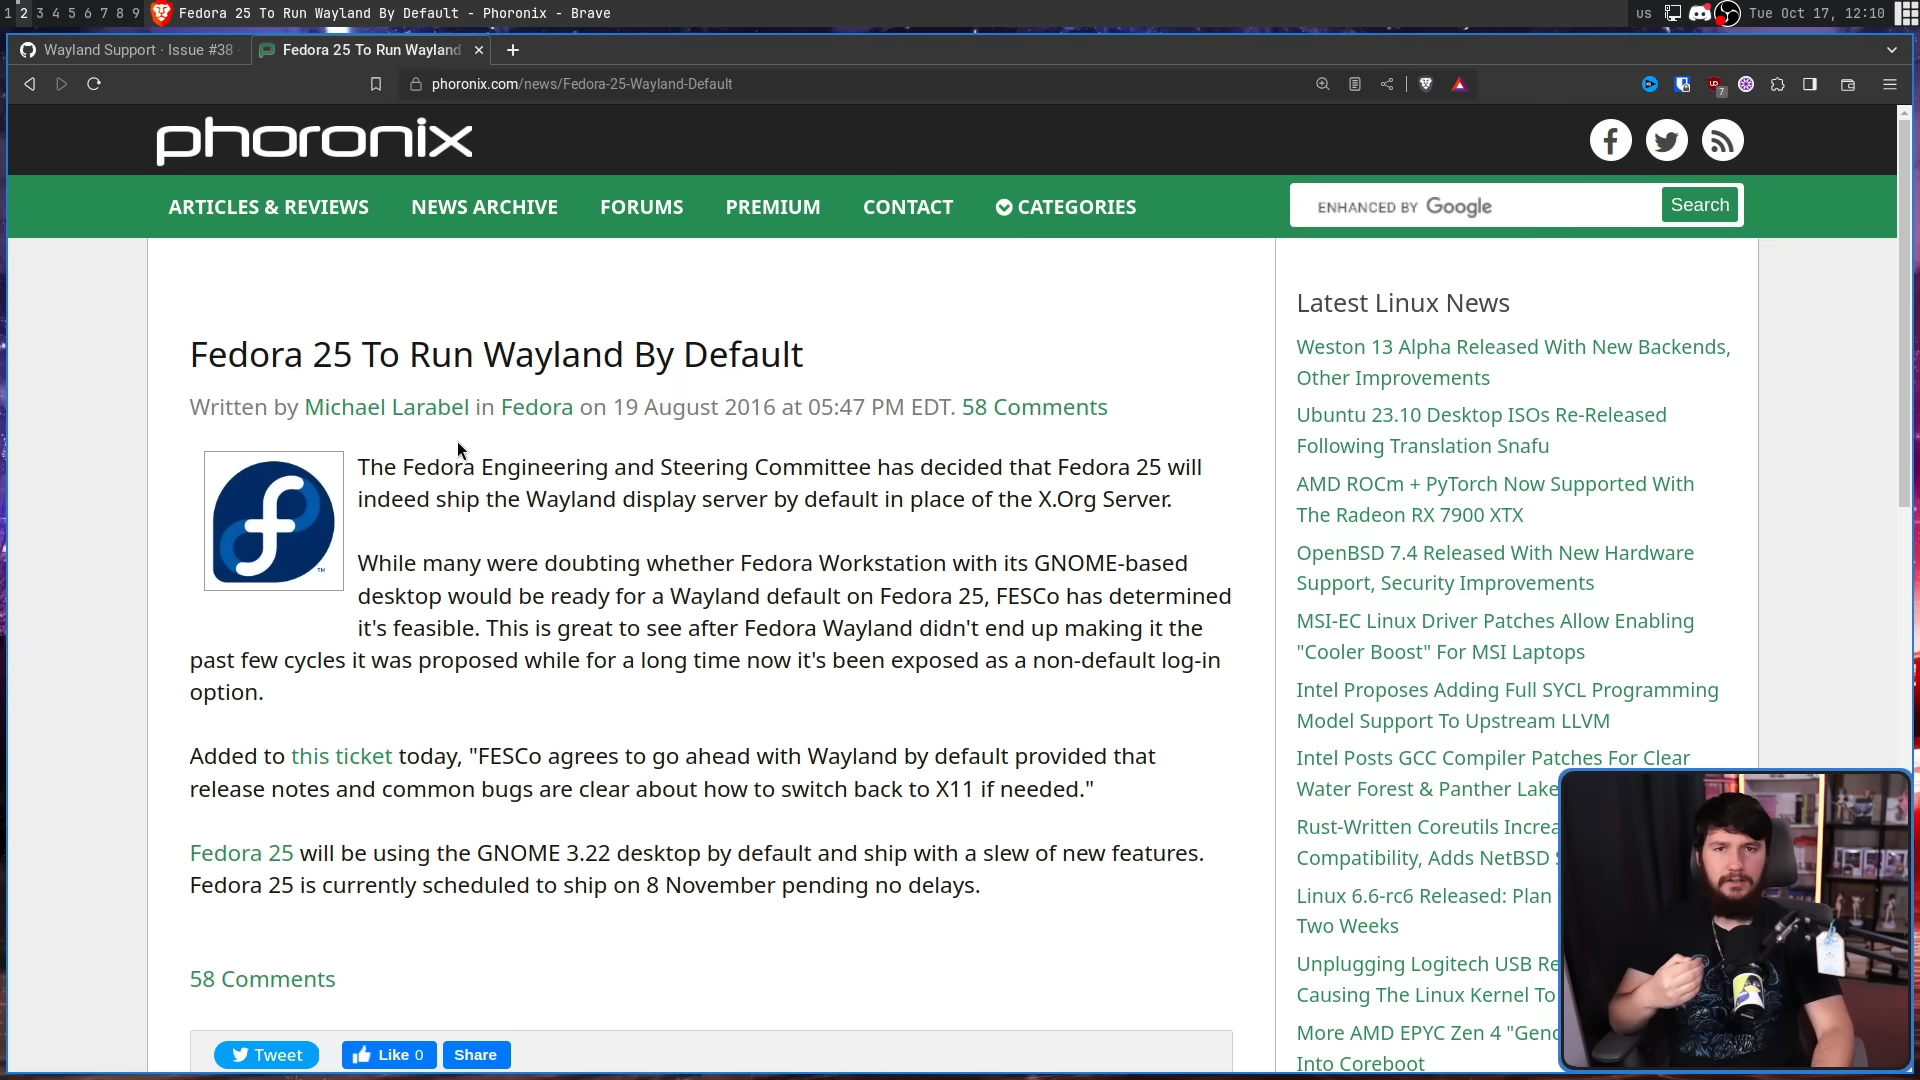 1 2 3 4 5 6 7 8 9 Fedora 25 To Run Wayland By Default - Phoronix - Brave us Tue Oct 17, 12:10
Wayland Support · Issue #38 Fedora 25 To Run Wayland
phoronix.com/news/Fedora-25-Wayland-Default 7
phoronix
ARTICLES & REVIEWS NEWS ARCHIVE FORUMS PREMIUM CONTACT CATEGORIES ENHANCED BY Google Search
Fedora 25 To Run Wayland By Default
Written by Michael Larabel in Fedora on 19 August 2016 at 05:47 PM EDT. 58 Comments
The Fedora Engineering and Steering Committee has decided that Fedora 25 will
indeed ship the Wayland display server by default in place of the X.Org Server.
While many were doubting whether Fedora Workstation with its GNOME-based
desktop would be ready for a Wayland default on Fedora 25, FESCo has determined
it's feasible. This is great to see after Fedora Wayland didn't end up making it the
past few cycles it was proposed while for a long time now it's been exposed as a non-default log-in
option.
Added to this ticket today, "FESCo agrees to go ahead with Wayland by default provided that
release notes and common bugs are clear about how to switch back to X11 if needed."
Fedora 25 will be using the GNOME 3.22 desktop by default and ship with a slew of new features.
Fedora 25 is currently scheduled to ship on 8 November pending no delays.
58 Comments
Tweet Like 0 Share
Latest Linux News
Weston 13 Alpha Released With New Backends,
Other Improvements
Ubuntu 23.10 Desktop ISOs Re-Released
Following Translation Snafu
AMD ROCm + PyTorch Now Supported With
The Radeon RX 7900 XTX
OpenBSD 7.4 Released With New Hardware
Support, Security Improvements
MSI-EC Linux Driver Patches Allow Enabling
"Cooler Boost" For MSI Laptops
Intel Proposes Adding Full SYCL Programming
Model Support To Upstream LLVM
Intel Posts GCC Compiler Patches For Clear
Water Forest & Panther Lake
Rust-Written Coreutils Increa
Compatibility, Adds NetBSD
Linux 6.6-rc6 Released: Plan
Two Weeks
Unplugging Logitech USB Re
Causing The Linux Kernel To
More AMD EPYC Zen 4 "Geno
Into Coreboot